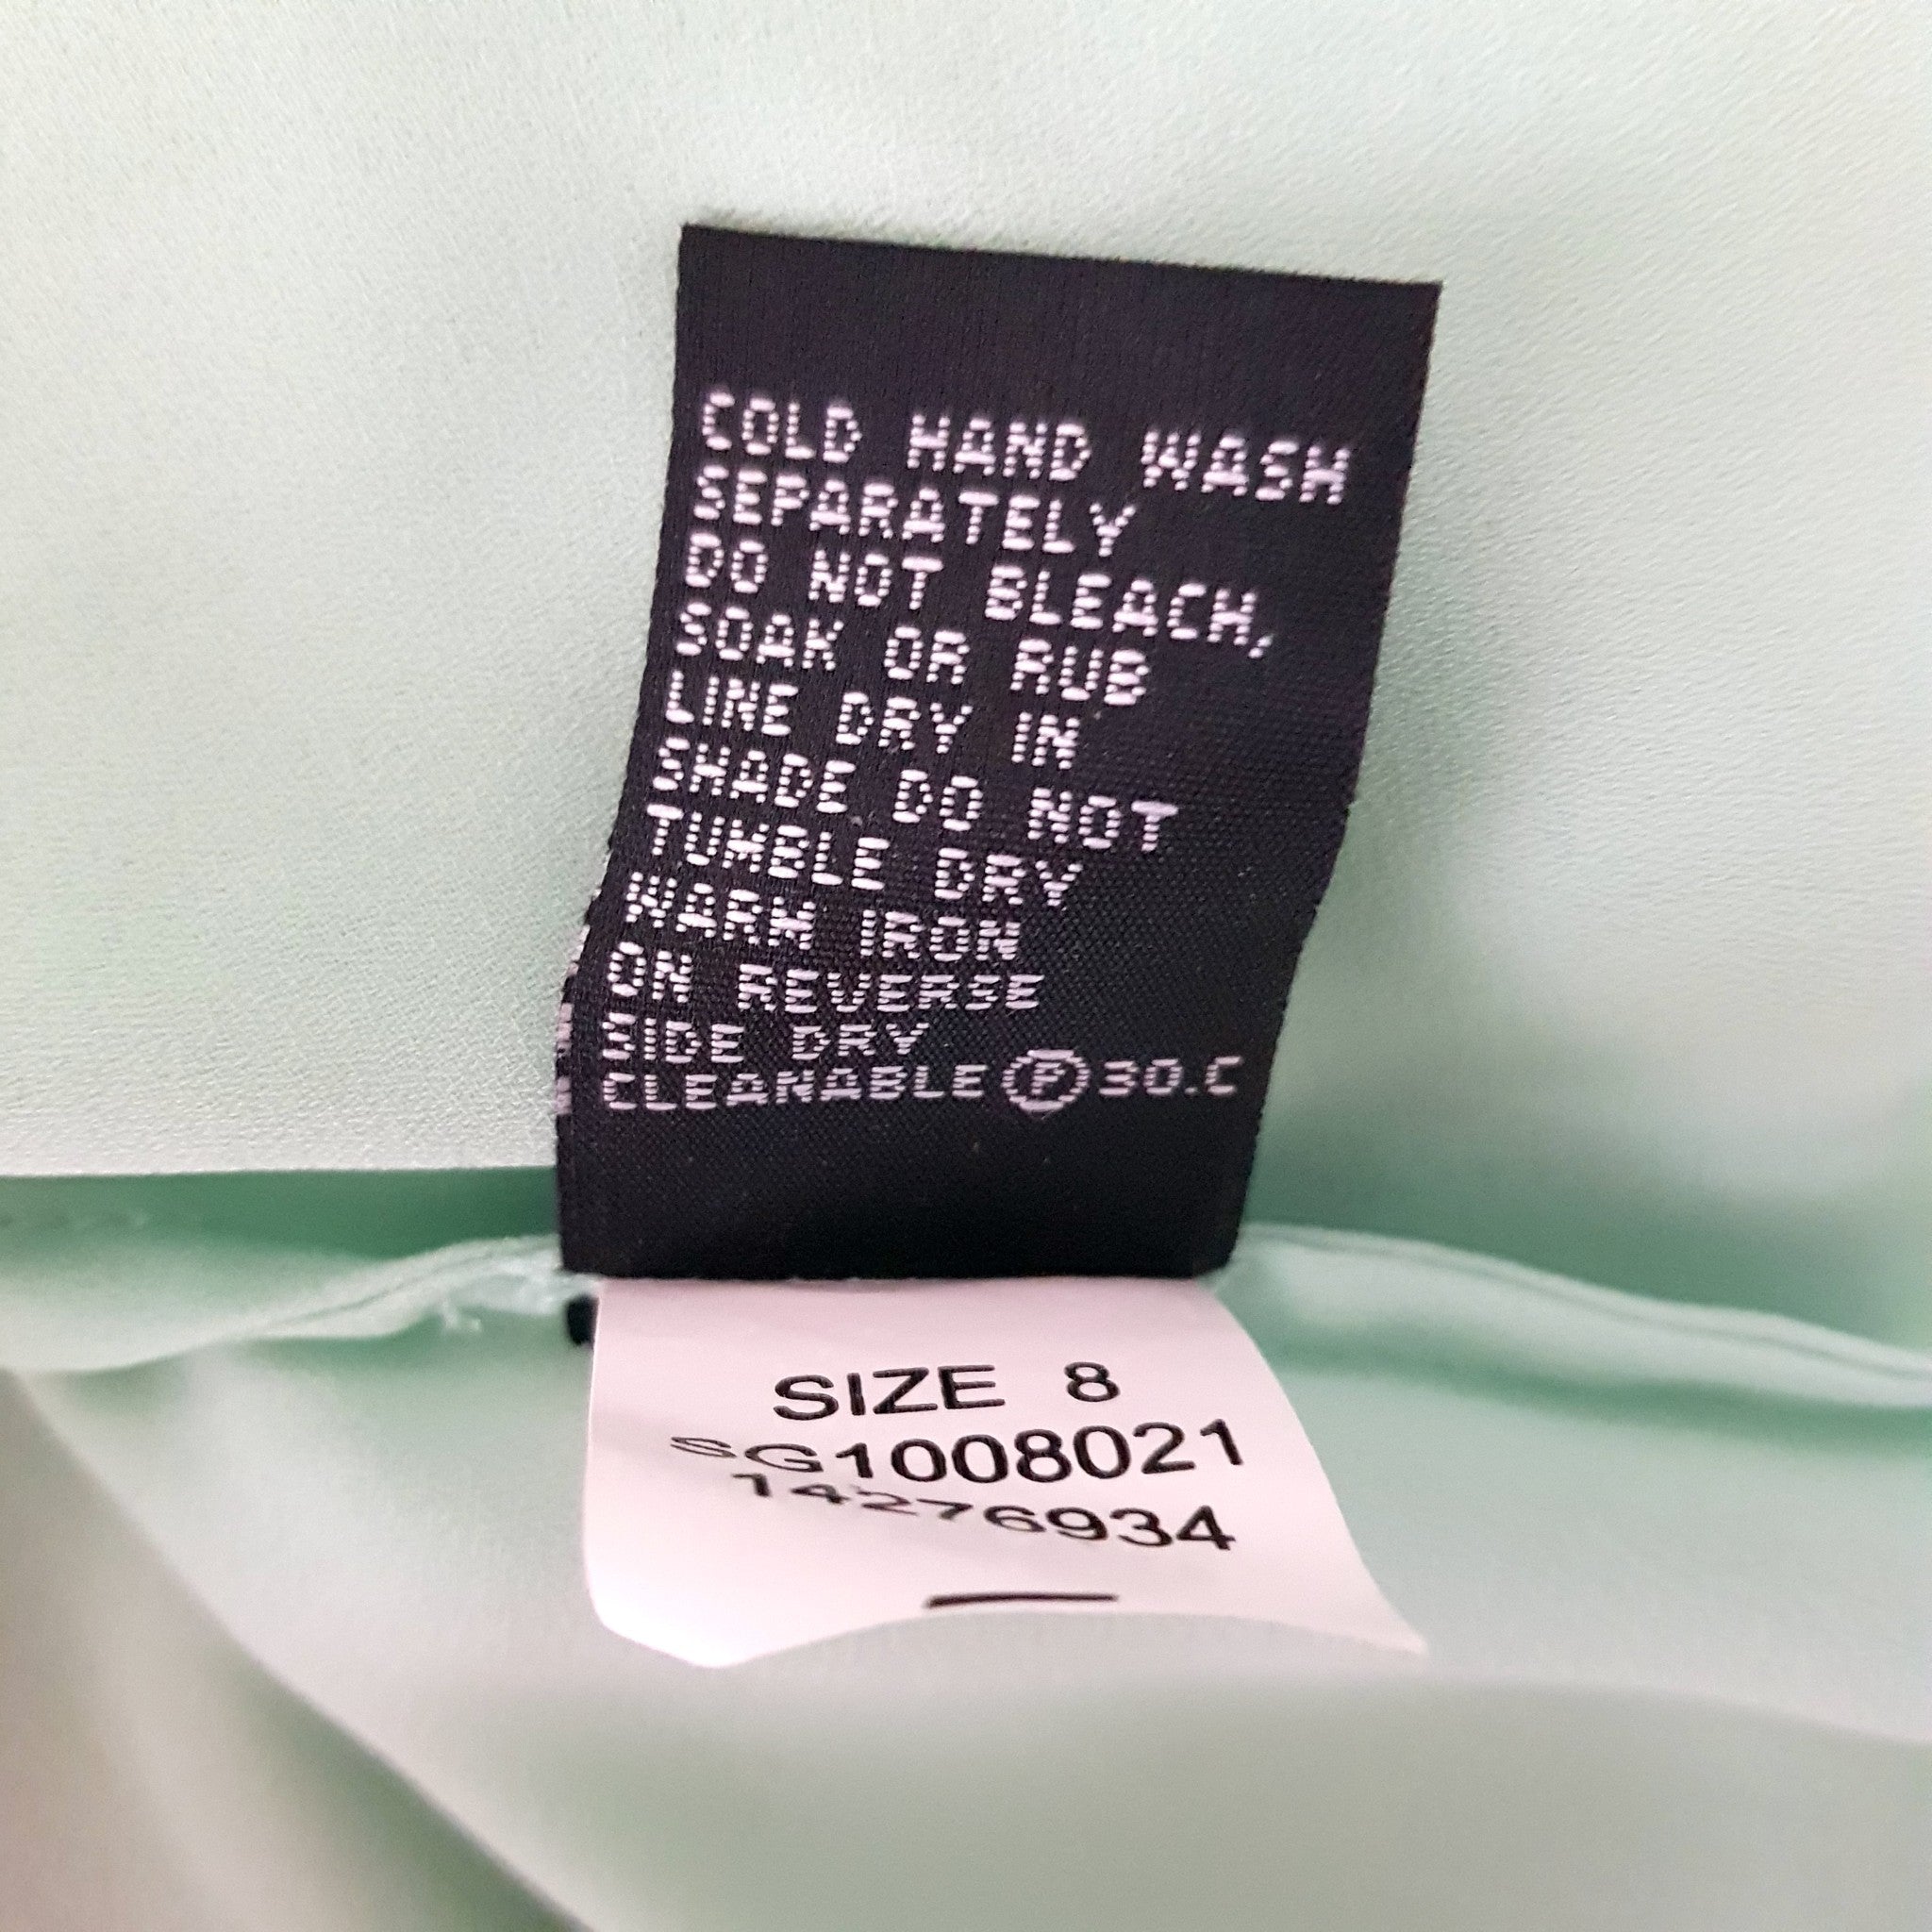 COLD HAND WASH
SEPARATELY
DO NOT BLEACH,
SOAK OR RUB
LINE DRY IN
SHADE DO NOT
TUMBLE DRY
WARM IRON
ON REVERSE
SIDE DRY
CLEANABLE Ⓟ 30.C
SIZE 8
SG1008021
14276934